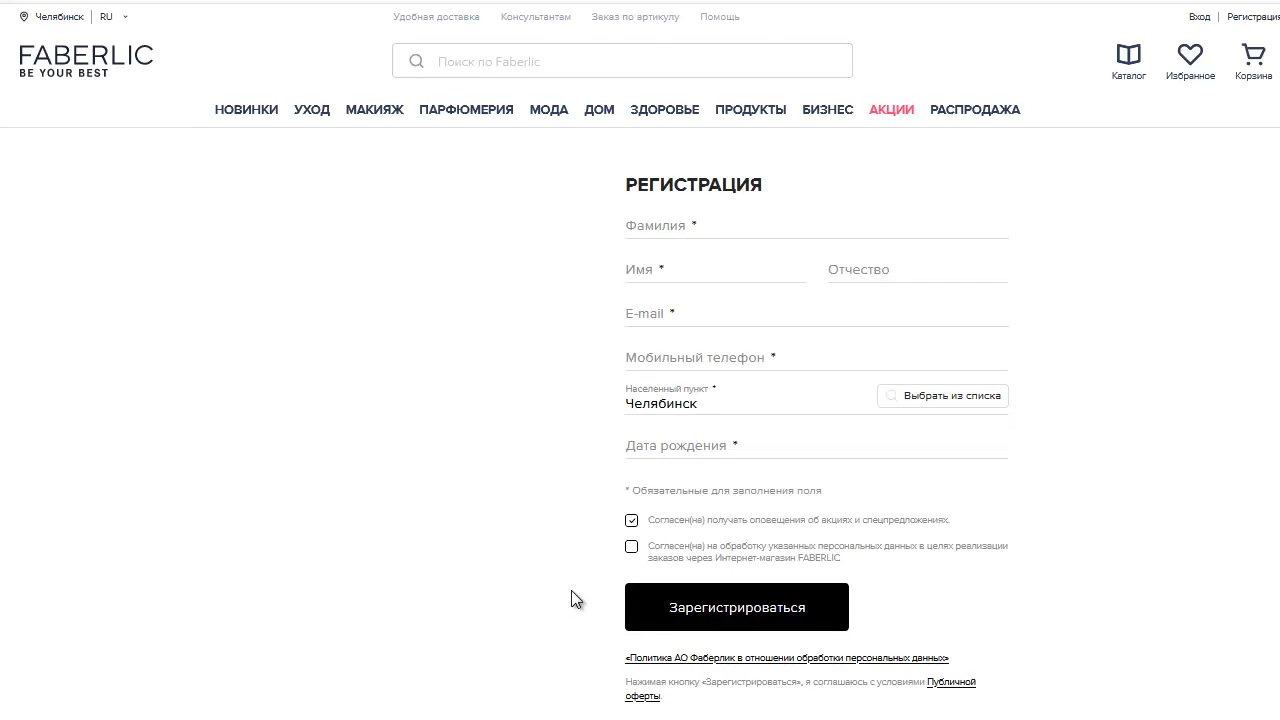 Челябинск RU
Удобная доставка Консультантам Заказ по артикулу Помощь
Вход Регистрация
FABERLIC
BE YOUR BEST
Поиск по Faberlic
Каталог Избранное Корзина
НОВИНКИ УХОД МАКИЯЖ ПАРФЮМЕРИЯ МОДА ДОМ ЗДОРОВЬЕ ПРОДУКТЫ БИЗНЕС АКЦИИ РАСПРОДАЖА
РЕГИСТРАЦИЯ
Фамилия *
Имя * Отчество
E-mail *
Мобильный телефон *
Населенный пункт *
Челябинск Выбрать из списка
Дата рождения *
* Обязательные для заполнения поля
Согласен(на) получать оповещения об акциях и спецпредложениях.
Согласен(на) на обработку указанных персональных данных в целях реализации
заказов через Интернет-магазин FABERLIC
Зарегистрироваться
«Политика АО Фаберлик в отношении обработки персональных данных»
Нажимая кнопку «Зарегистрироваться», я соглашаюсь с условиями Публичной
оферты.